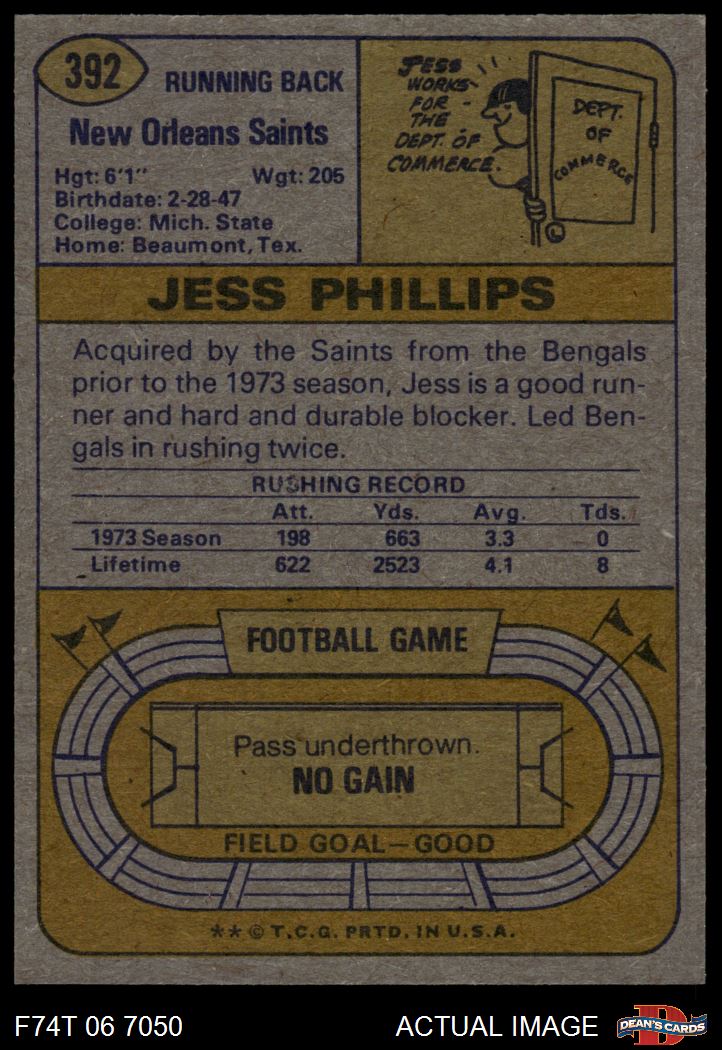 392
RUNNING BACK
New Orleans Saints
Hgt: 6'1" Wgt: 205
Birthdate: 2-28-47
College: Mich. State
Home: Beaumont, Tex.
JESS
WORKS
FOR
THE
DEPT. OF
COMMERCE.
DEPT.
OF
COMMERCE
JESS PHILLIPS
Acquired by the Saints from the Bengals
prior to the 1973 season, Jess is a good run-
ner and hard and durable blocker. Led Ben-
gals in rushing twice.
RUSHING RECORD
Att. Yds. Avg. Tds.
1973 Season 198 663 3.3 0
Lifetime 622 2523 4.1 8
FOOTBALL GAME
Pass underthrown.
NO GAIN
FIELD GOAL—GOOD
** © T.C.G. PRTD. IN U.S.A.
F74T 06 7050 ACTUAL IMAGE
D
DEAN'S CARDS